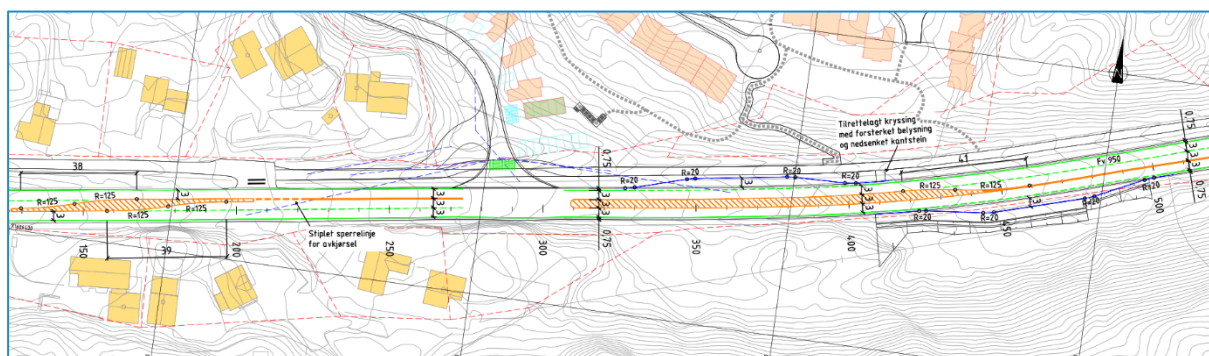 Tilrettelagt kryssing
med forsterket belysning
og nedsenket kantstein
0.75
3
3
3
0.75
38
R=125
R=125
R=125
R=125
3
3
39
3
3
3
Stiplet sperrelinje
for avkjørsel
0.75
3
3
3
0.75
R=20
R=20
3
R=20
R=20
3
3
3
43
R=125
R=125
Fv 950
R=20
R=20
R=20
R=20
3
150
200
250
300
350
400
450
500